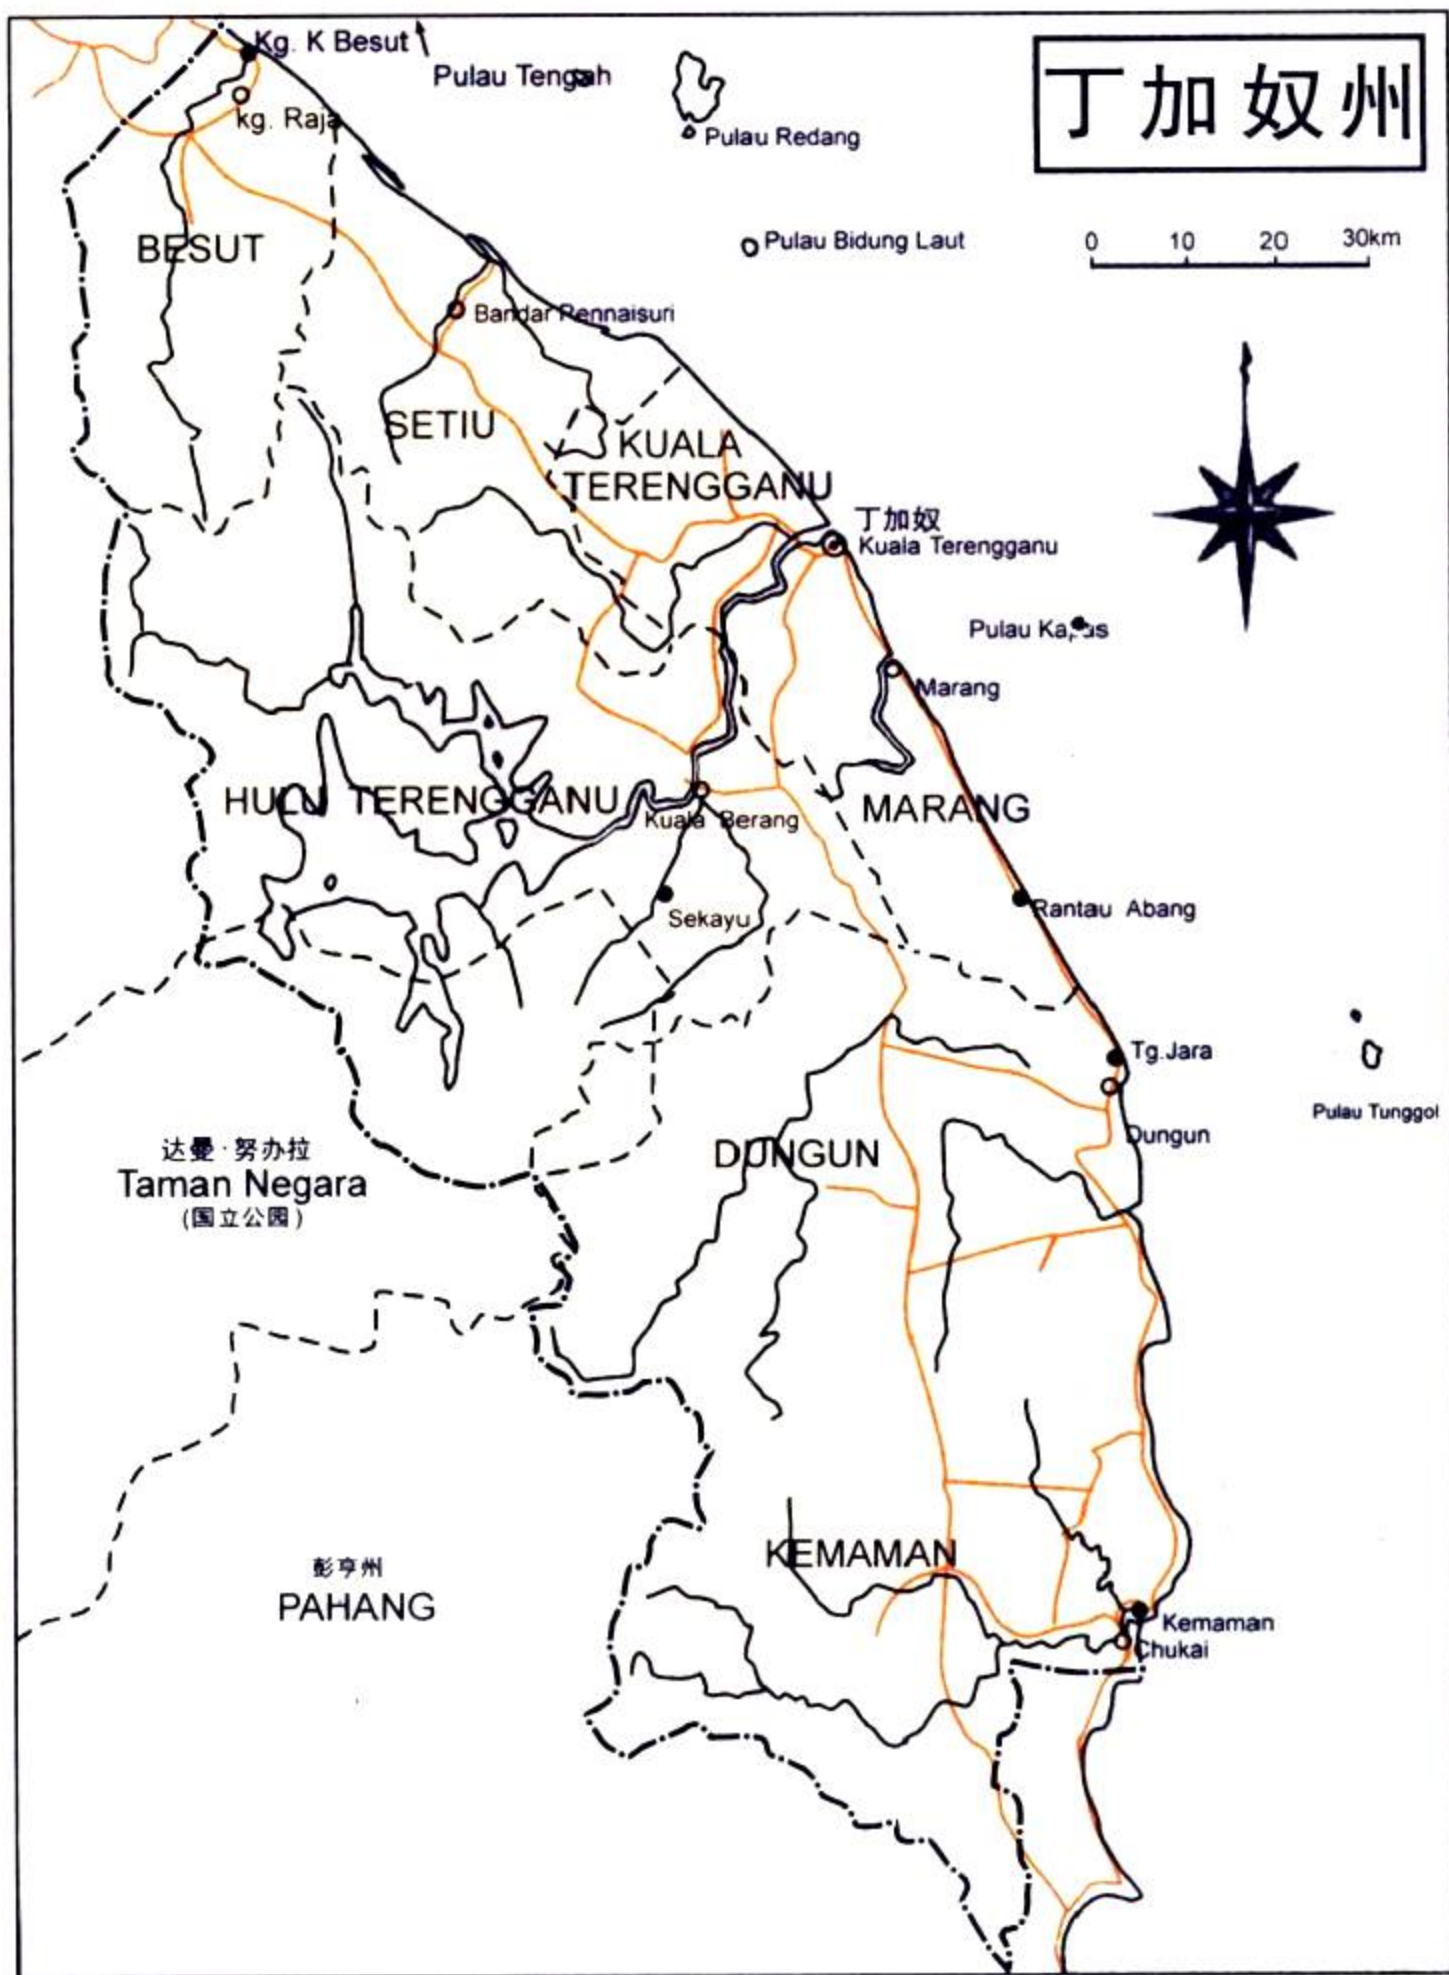 Kg. K Besut
Pulau Tengah
kg. Raja
Pulau Redang
丁加奴州
BESUT
Pulau Bidung Laut
0 10 20 30km
Bandar Rennaisuri
SETIU
KUALA
TERENGGANU
丁加奴
Kuala Terengganu
Pulau Kapas
Marang
HULU TERENGGANU
Kuala Berang
MARANG
Sekayu
Rantau Abang
Tg.Jara
Pulau Tunggol
Dungun
DUNGUN
达曼·努办拉
Taman Negara
(国立公园)
KEMAMAN
彭亨州
PAHANG
Kemaman
Chukai